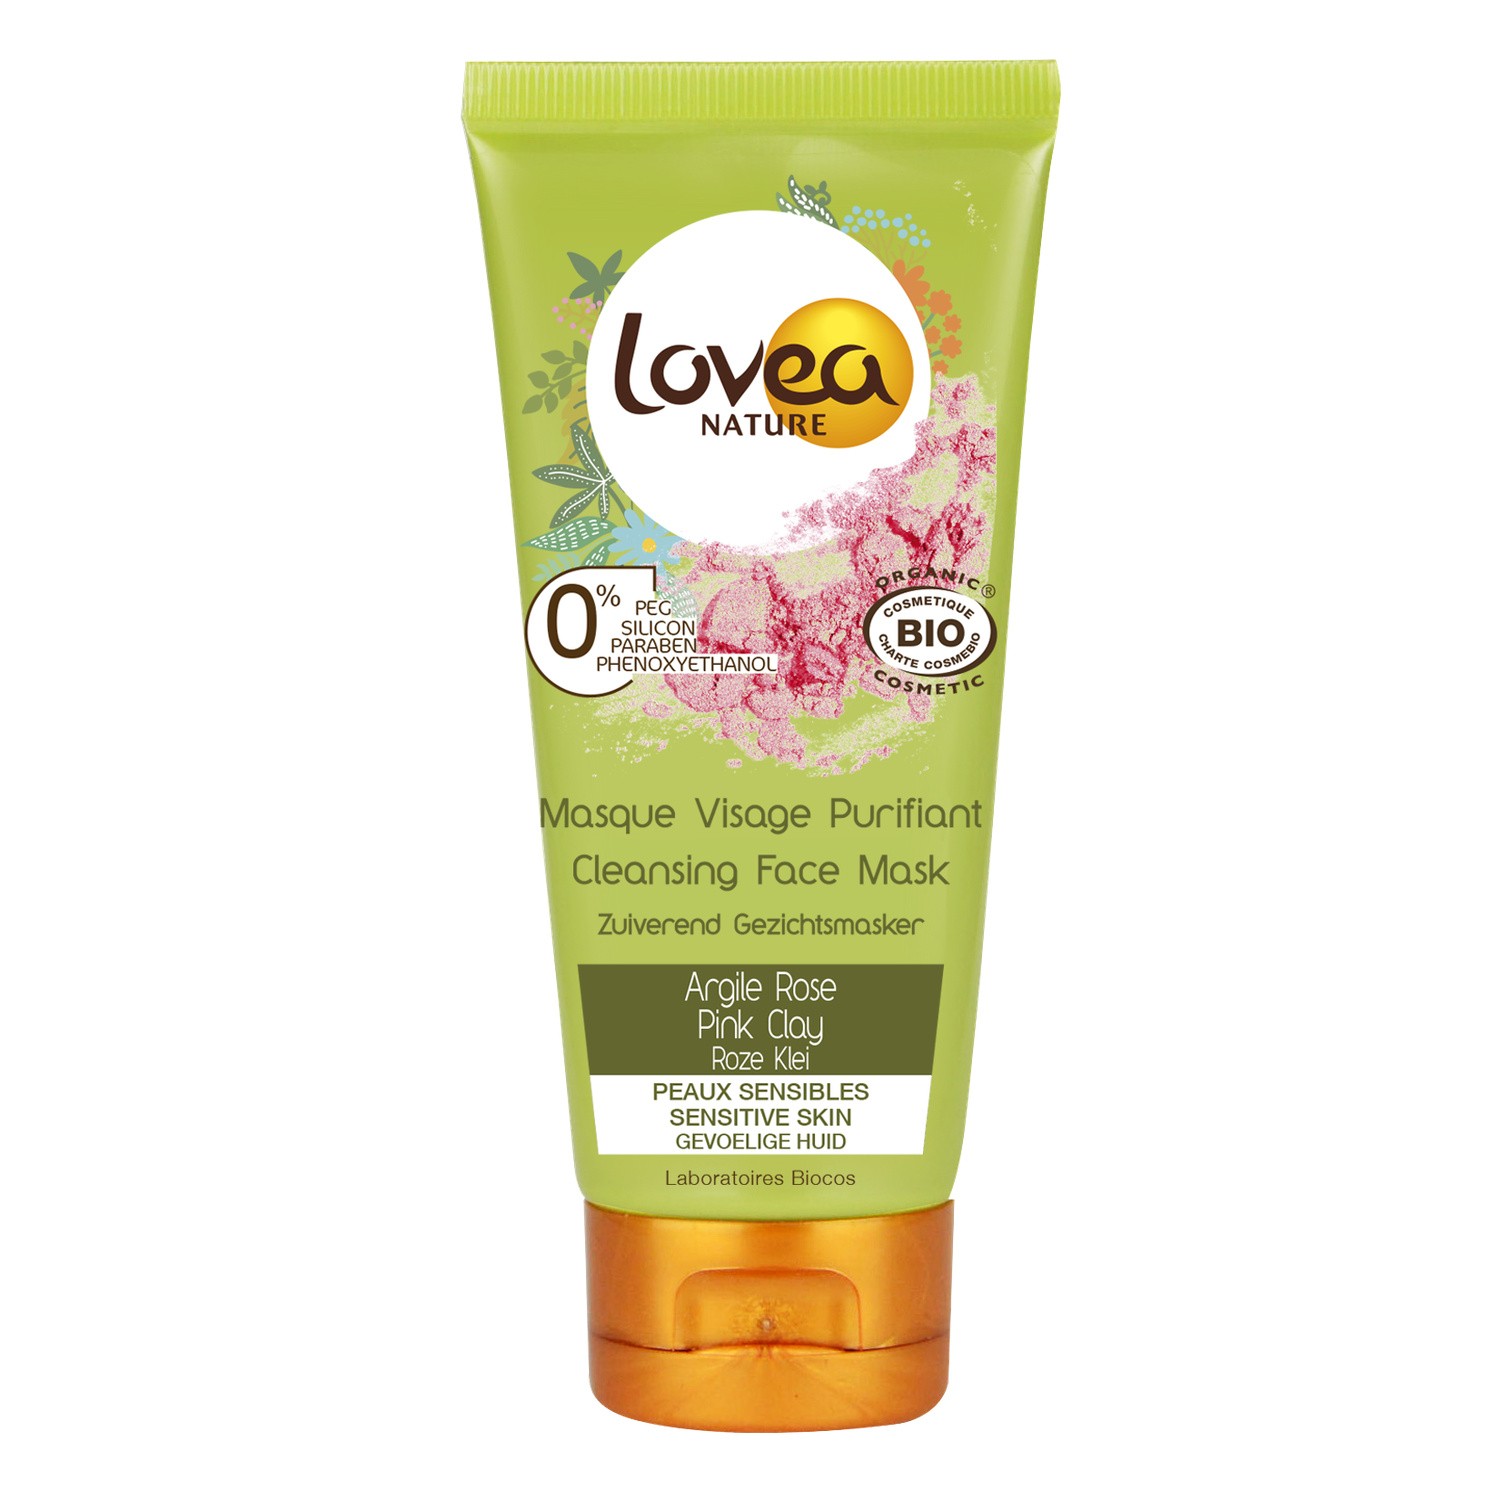 Lovea
NATURE
0%
PEG
SILICON
PARABEN
PHENOXYETHANOL
ORGANIC®
COSMETIQUE
BIO
CHARTE COSMEBIO
COSMETIC
Masque Visage Purifiant
Cleansing Face Mask
Zuiverend Gezichtsmasker
Argile Rose
Pink Clay
Roze Klei
PEAUX SENSIBLES
SENSITIVE SKIN
GEVOELIGE HUID
Laboratoires Biocos